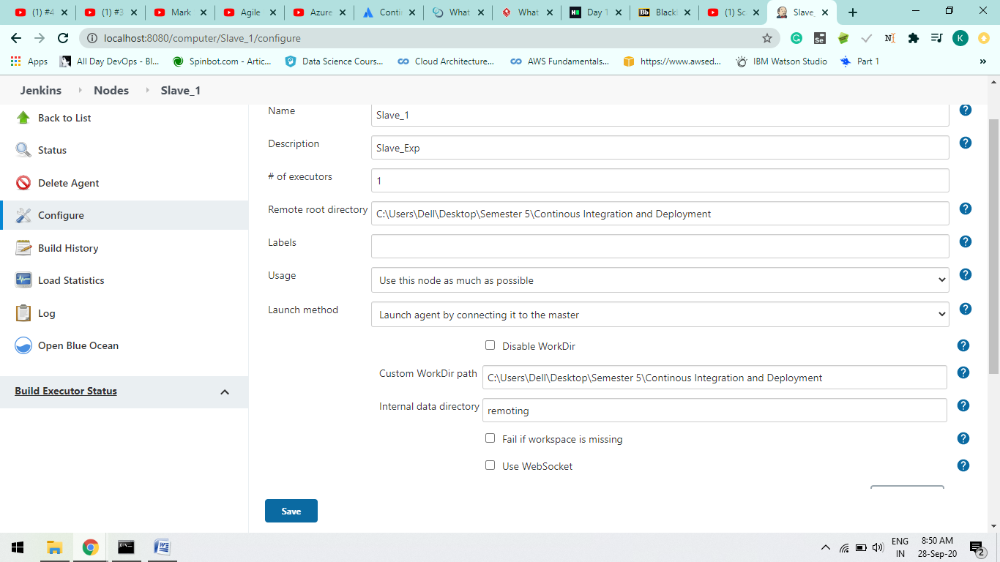 (1) #4
(1) #3
Mark
Agile
Azure
Conti
What
What
Day 1
Blackl
(1) Sc
Slave_
localhost:8080/computer/Slave_1/configure
K
Apps
All Day DevOps - Bl...
Spinbot.com - Artic...
Data Science Cours...
Cloud Architecture...
AWS Fundamentals...
https://www.awsed...
IBM Watson Studio
Part 1
»
Jenkins
Nodes
Slave_1
Back to List
Status
Delete Agent
Configure
Build History
Load Statistics
Log
Open Blue Ocean
Build Executor Status
Name
Slave_1
Description
Slave_Exp
# of executors
1
Remote root directory
C:\Users\Dell\Desktop\Semester 5\Continous Integration and Deployment
Labels
Usage
Use this node as much as possible
Launch method
Launch agent by connecting it to the master
Disable WorkDir
Custom WorkDir path
C:\Users\Dell\Desktop\Semester 5\Continous Integration and Deployment
Internal data directory
remoting
Fail if workspace is missing
Use WebSocket
Save
ENG
IN
8:50 AM
28-Sep-20
2